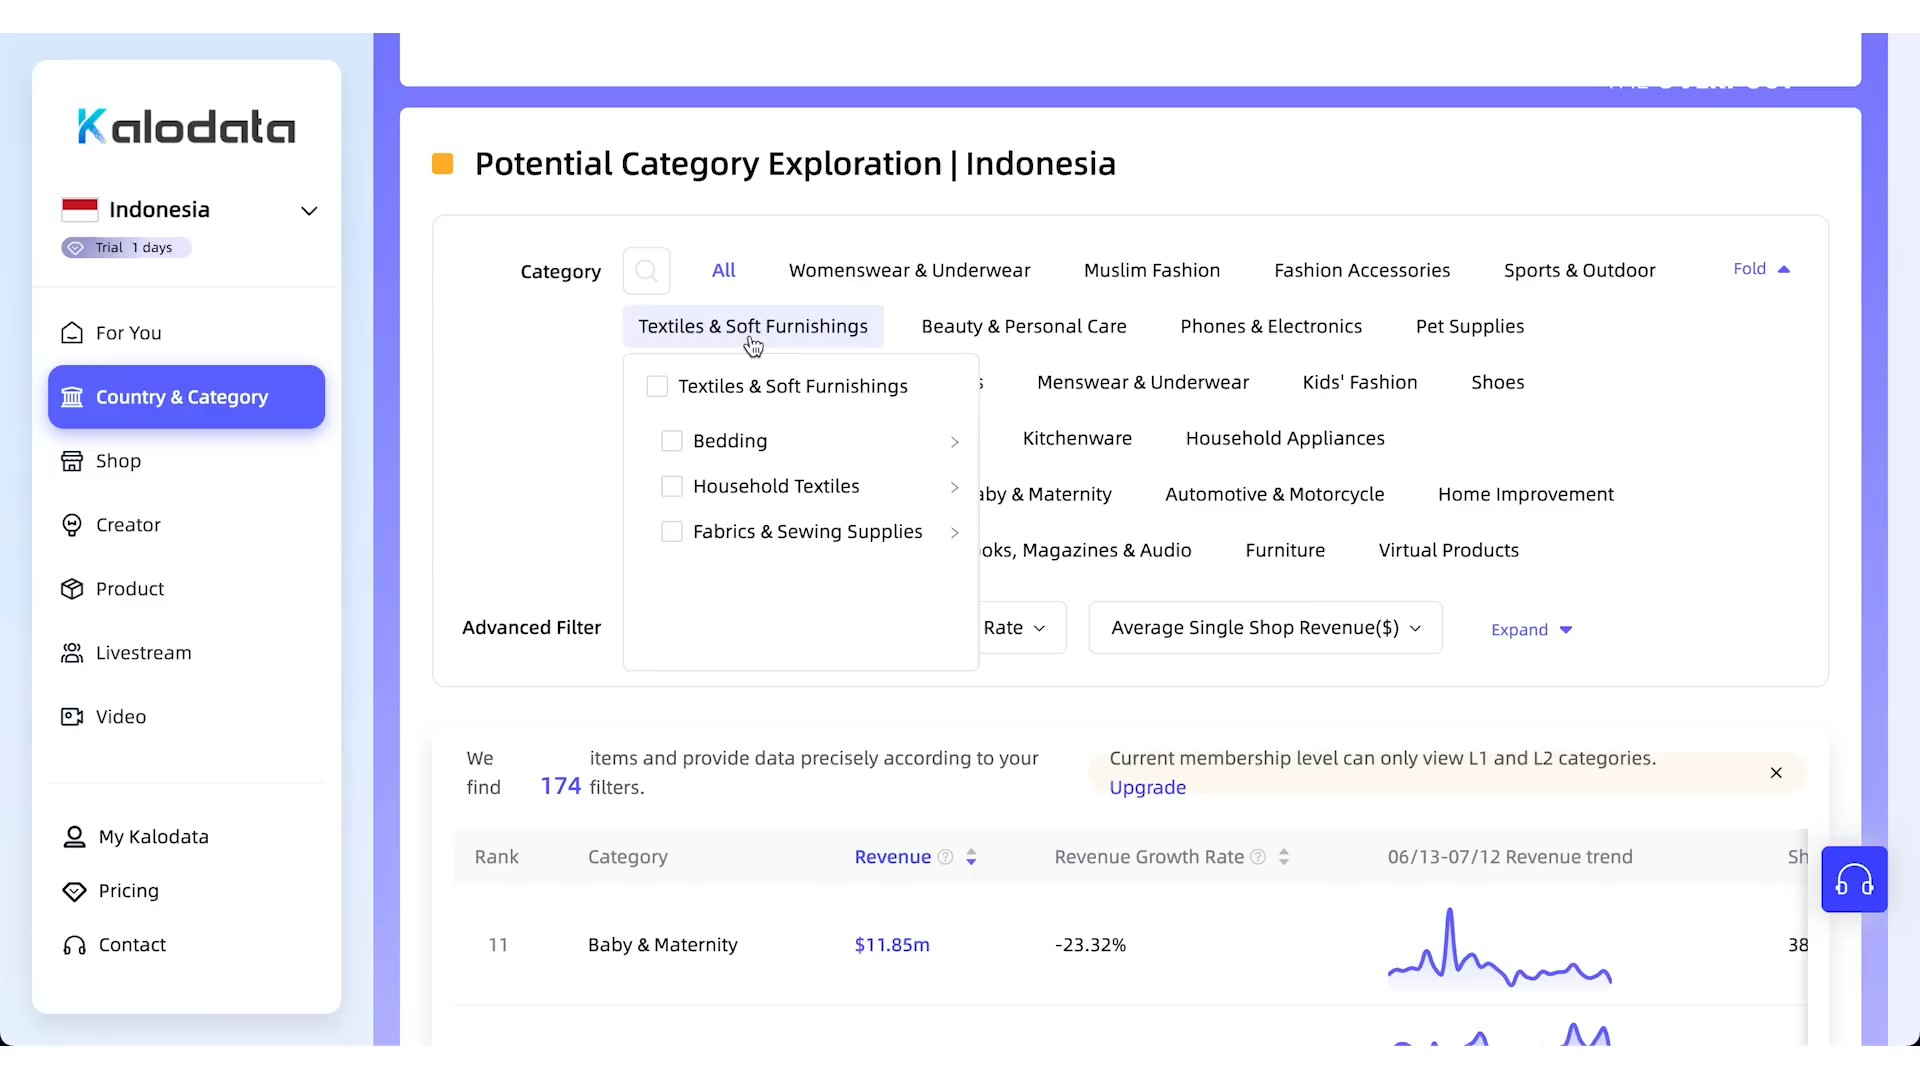 Kalodata
Indonesia
Trial 1 days
For You
Country & Category
Shop
Creator
Product
Livestream
Video
My Kalodata
Pricing
Contact
Potential Category Exploration | Indonesia
Category All Womenswear & Underwear Muslim Fashion Fashion Accessories Sports & Outdoor Fold
Textiles & Soft Furnishings Beauty & Personal Care Phones & Electronics Pet Supplies
Textiles & Soft Furnishings
Menswear & Underwear Kids' Fashion Shoes
Bedding
Kitchenware Household Appliances
Household Textiles
& Maternity Automotive & Motorcycle Home Improvement
Fabrics & Sewing Supplies
Magazines & Audio Furniture Virtual Products
Advanced Filter Rate Average Single Shop Revenue($) Expand
We find 174 items and provide data precisely according to your
filters.
Current membership level can only view L1 and L2 categories.
Upgrade
Rank Category Revenue Revenue Growth Rate 06/13-07/12 Revenue trend
11 Baby & Maternity $11.85m -23.32% 38